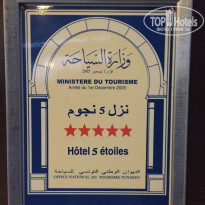 TopHotels
وزارة السياحة
MINISTERE DU TOURISME
Arrêté du 1er Décembre 2005
نزل 5 نجوم
Hôtel 5 étoiles
الديوان الوطني التونسي للسياحة
OFFICE NATIONAL DU TOURISME TUNISIEN